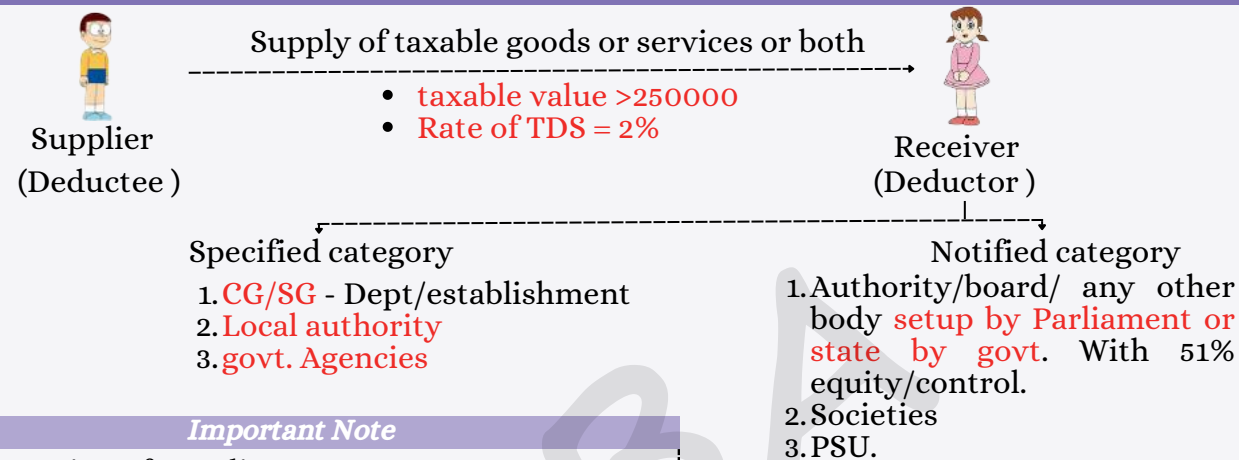 Supply of taxable goods or services or both
• taxable value >250000
• Rate of TDS = 2%
Supplier
(Deductee )
Receiver
(Deductor )
Specified category
1. CG/SG - Dept/establishment
2. Local authority
3. govt. Agencies
Notified category
1. Authority/board/ any other
body setup by Parliament or
state by govt. With 51%
equity/control.
2. Societies
3. PSU.
Important Note